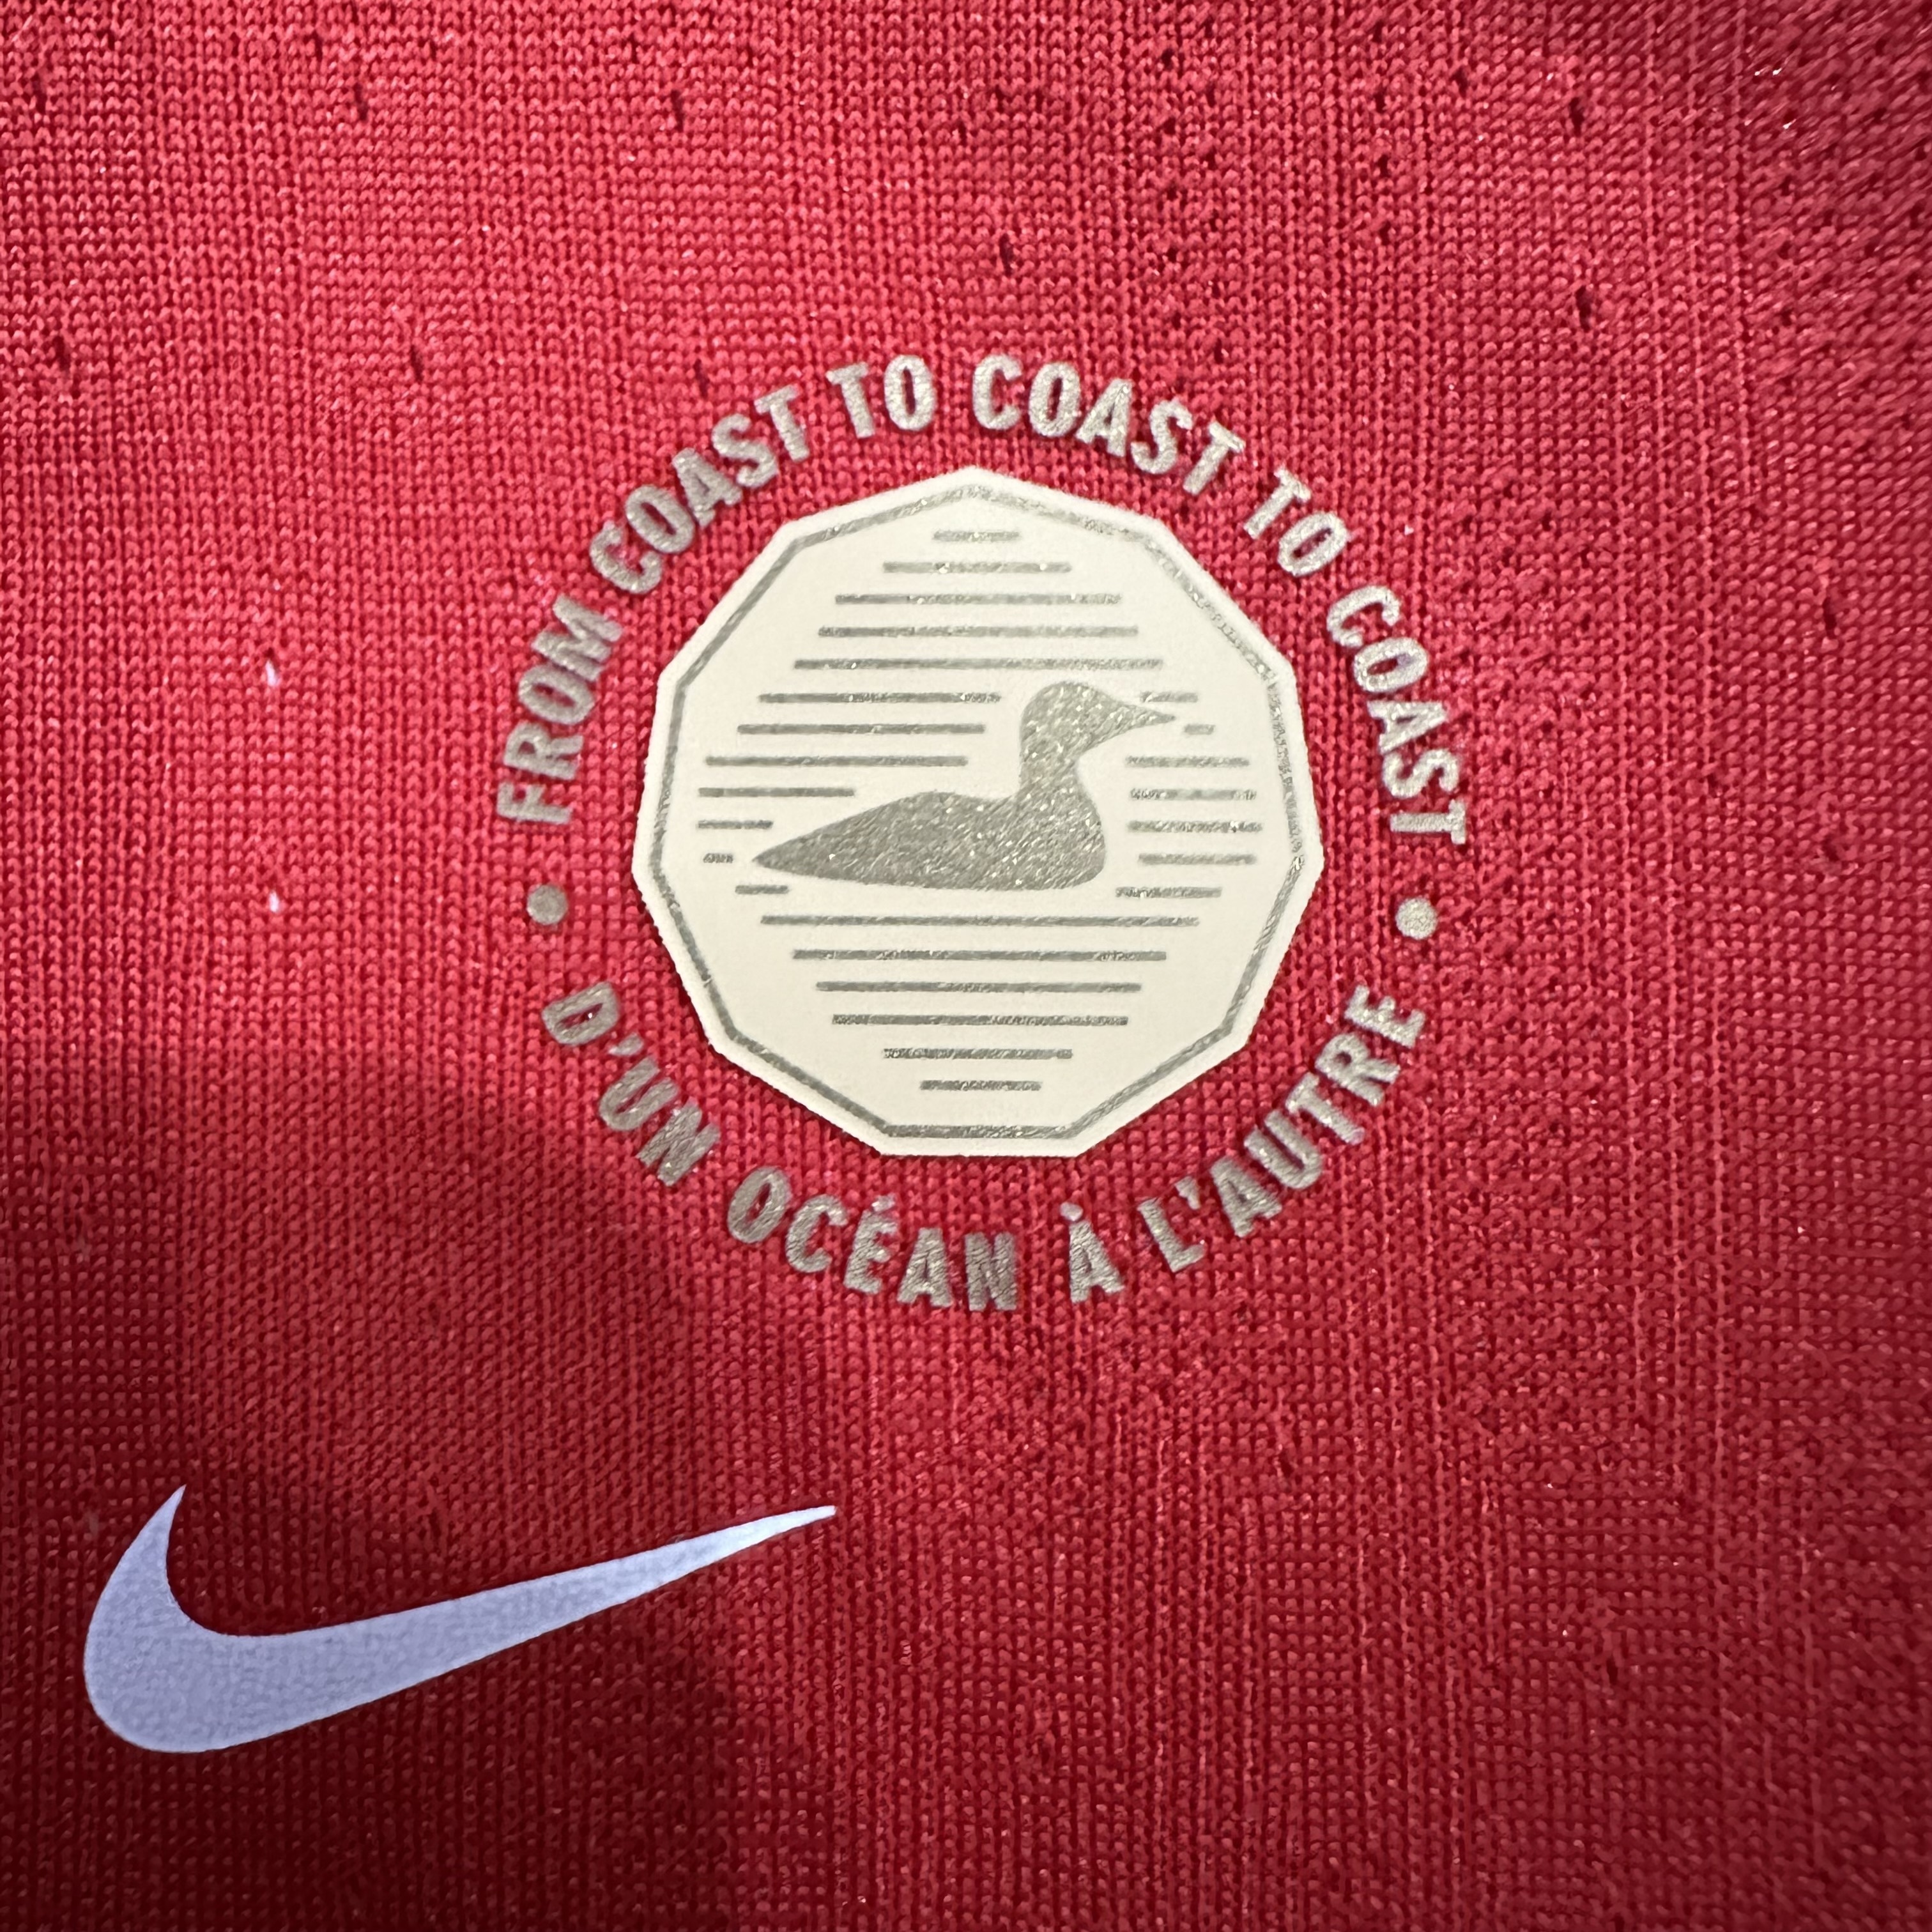 FROM COAST TO COAST TO COAST
D'UN OCÉAN À L'AUTRE